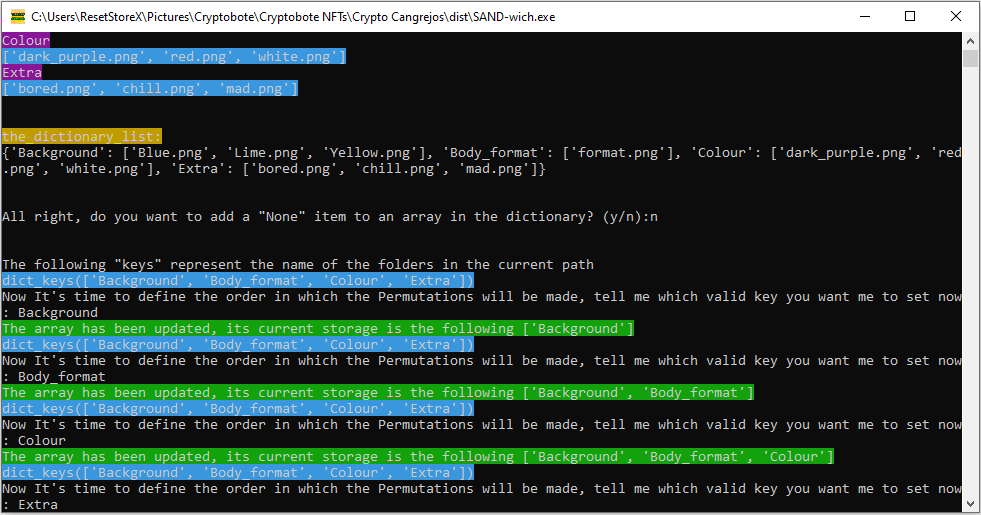 C:\Users\ResetStoreX\Pictures\Cryptobote\Cryptobote NFTs\Crypto Cangrejos\dist\SAND-wich.exe
Colour
['dark_purple.png', 'red.png', 'white.png']
Extra
['bored.png', 'chill.png', 'mad.png']
the_dictionary_list:
{'Background': ['Blue.png', 'Lime.png', 'Yellow.png'], 'Body_format': ['format.png'], 'Colour': ['dark_purple.png', 'red
.png', 'white.png'], 'Extra': ['bored.png', 'chill.png', 'mad.png']}
All right, do you want to add a "None" item to an array in the dictionary? (y/n):n
The following "keys" represent the name of the folders in the current path
dict_keys(['Background', 'Body_format', 'Colour', 'Extra'])
Now It's time to define the order in which the Permutations will be made, tell me which valid key you want me to set now
: Background
The array has been updated, its current storage is the following ['Background']
dict_keys(['Background', 'Body_format', 'Colour', 'Extra'])
Now It's time to define the order in which the Permutations will be made, tell me which valid key you want me to set now
: Body_format
The array has been updated, its current storage is the following ['Background', 'Body_format']
dict_keys(['Background', 'Body_format', 'Colour', 'Extra'])
Now It's time to define the order in which the Permutations will be made, tell me which valid key you want me to set now
: Colour
The array has been updated, its current storage is the following ['Background', 'Body_format', 'Colour']
dict_keys(['Background', 'Body_format', 'Colour', 'Extra'])
Now It's time to define the order in which the Permutations will be made, tell me which valid key you want me to set now
: Extra